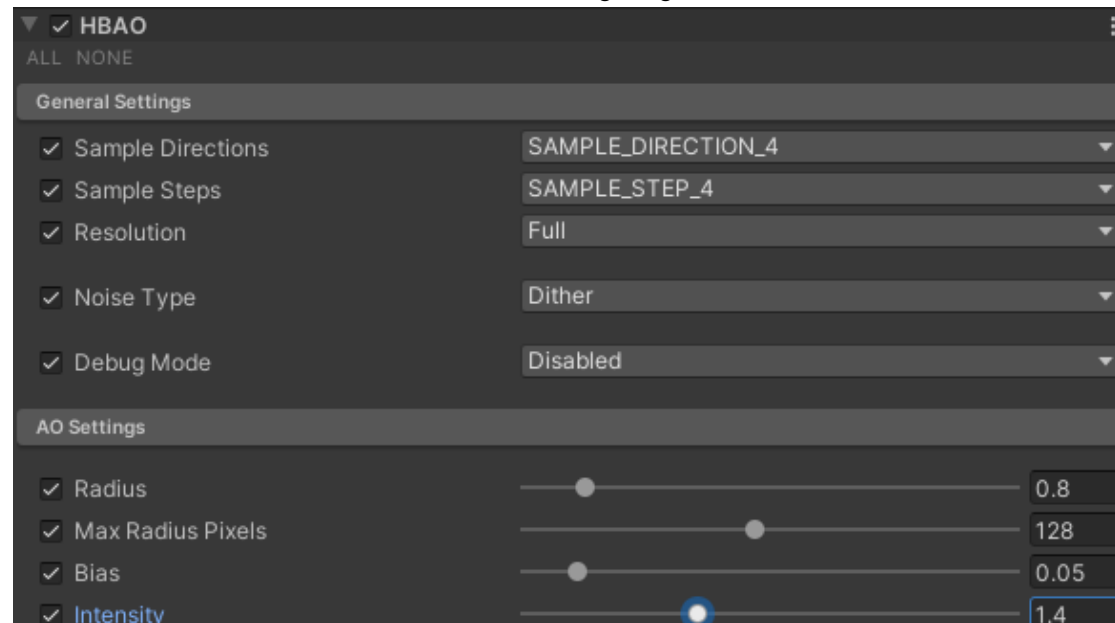 HBAO
ALL NONE
General Settings
Sample Directions SAMPLE_DIRECTION_4
Sample Steps SAMPLE_STEP_4
Resolution Full
Noise Type Dither
Debug Mode Disabled
AO Settings
Radius 0.8
Max Radius Pixels 128
Bias 0.05
Intensity 1.4